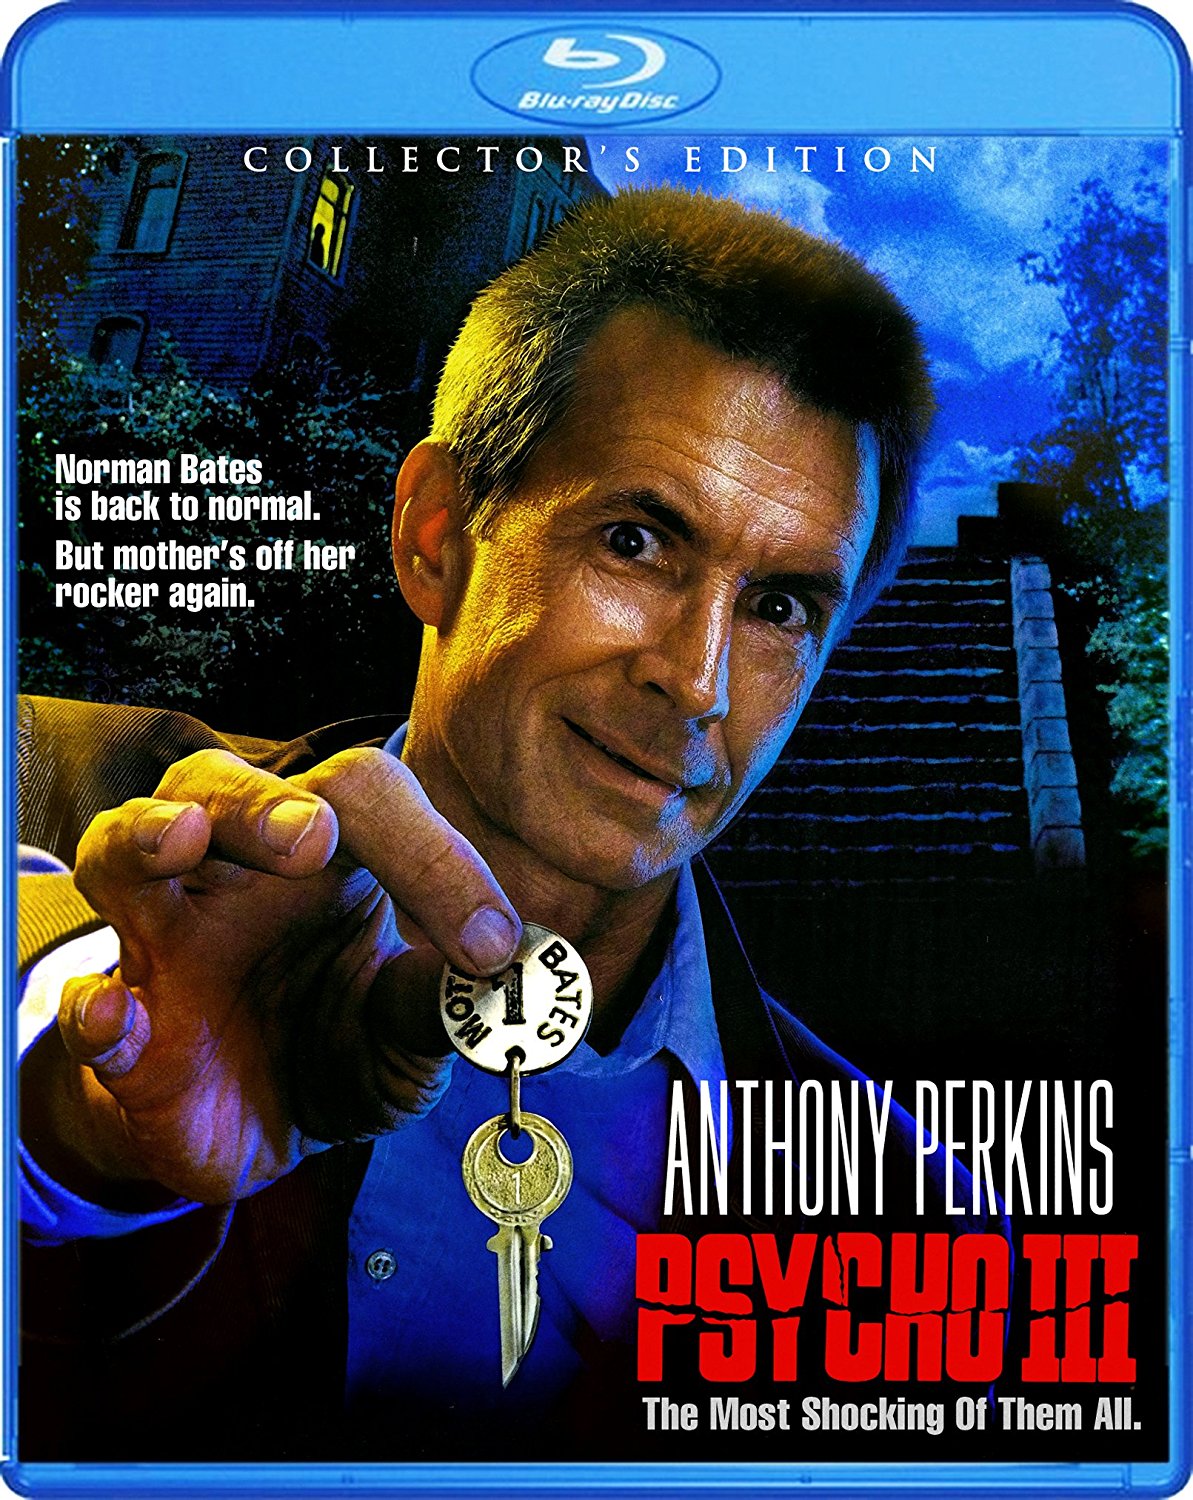 Blu-ray Disc
COLLECTOR'S EDITION
Norman Bates
is back to normal.
But mother's off her
rocker again.
BATES
1
1
ANTHONY PERKINS
PSYCHO III
The Most Shocking Of Them All.